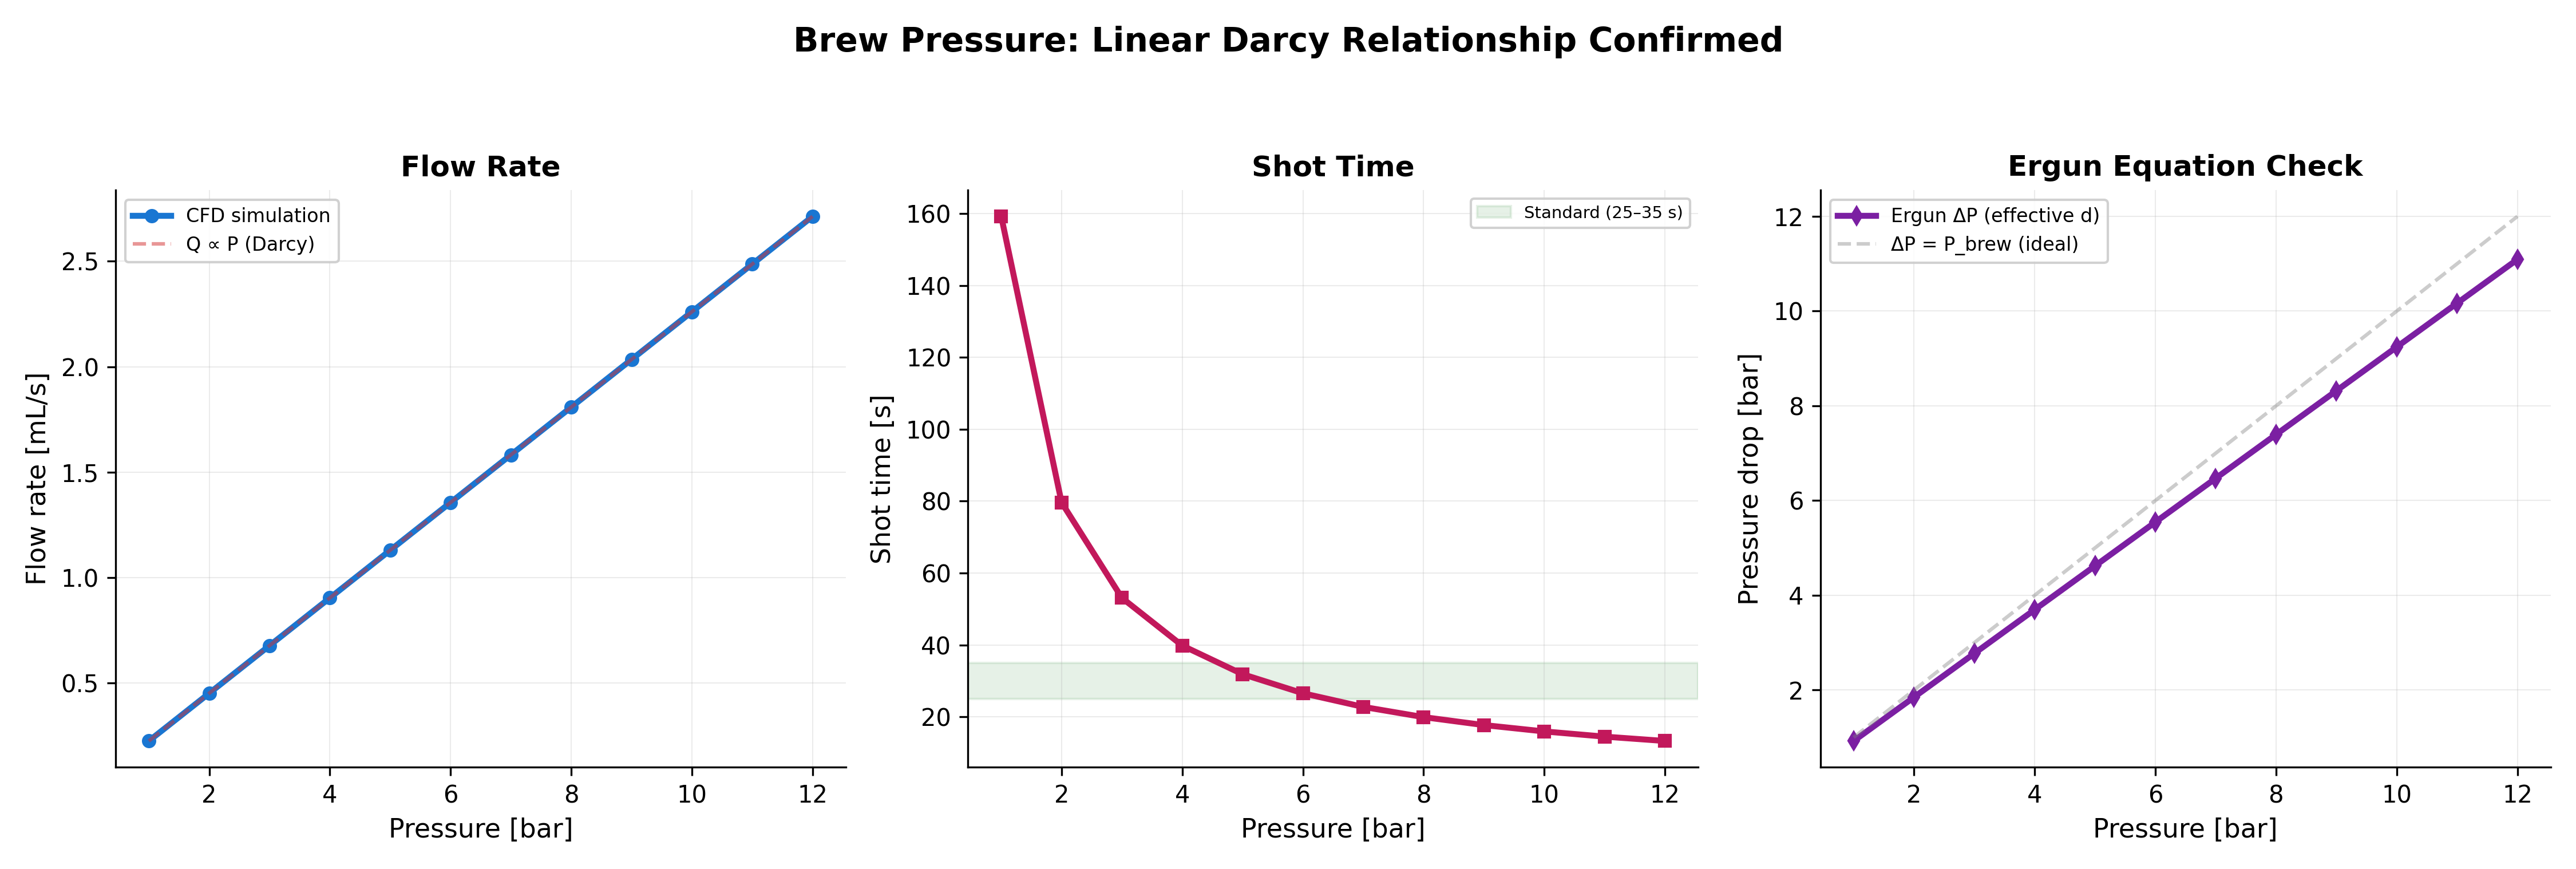 Brew Pressure: Linear Darcy Relationship Confirmed
Flow Rate
CFD simulation
Q ∝ P (Darcy)
2.5
2.0
1.5
1.0
0.5
Flow rate [mL/s]
2 4 6 8 10 12
Pressure [bar]
Shot Time
Standard (25–35 s)
160
140
120
100
80
60
40
20
Shot time [s]
2 4 6 8 10 12
Pressure [bar]
Ergun Equation Check
Ergun ΔP (effective d)
ΔP = P_brew (ideal)
12
10
8
6
4
2
Pressure drop [bar]
2 4 6 8 10 12
Pressure [bar]